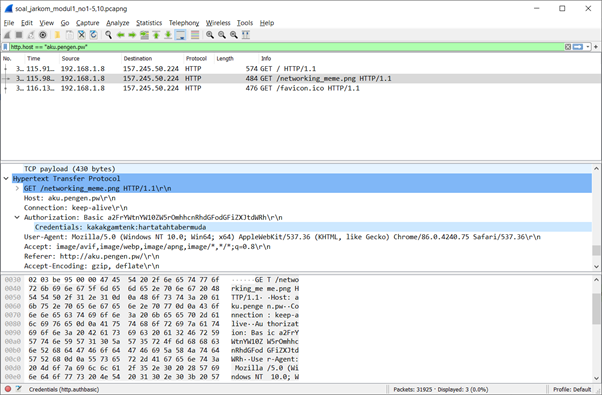 soal_jarkom_modul1_no1-5,10.pcapng
File Edit View Go Capture Analyze Statistics Telephony Wireless Tools Help
http.host == "aku.pengen.pw"
No. Time Source Destination Protocol Length Info
3… 115.91… 192.168.1.8 157.245.50.224 HTTP 574 GET / HTTP/1.1
3… 115.98… 192.168.1.8 157.245.50.224 HTTP 484 GET /networking_meme.png HTTP/1.1
3… 116.13… 192.168.1.8 157.245.50.224 HTTP 476 GET /favicon.ico HTTP/1.1
TCP payload (430 bytes)
Hypertext Transfer Protocol
GET /networking_meme.png HTTP/1.1\r\n
Host: aku.pengen.pw\r\n
Connection: keep-alive\r\n
Authorization: Basic a2FrYWtnYW10ZW5rOmhhcnRhdGFodGFiZXJtdWRh\r\n
Credentials: kakakgamtenk:hartatahtabermuda
User-Agent: Mozilla/5.0 (Windows NT 10.0; Win64; x64) AppleWebKit/537.36 (KHTML, like Gecko) Chrome/86.0.4240.75 Safari/537.36\r\n
Accept: image/avif,image/webp,image/apng,image/*,*/*;q=0.8\r\n
Referer: http://aku.pengen.pw/\r\n
Accept-Encoding: gzip, deflate\r\n
0030 02 03 be 95 00 00 47 45 54 20 2f 6e 65 74 77 6f ······GE T /netwo
0040 72 6b 69 6e 67 5f 6d 65 6d 65 2e 70 6e 67 20 48 rking_me me.png H
0050 54 54 50 2f 31 2e 31 0d 0a 48 6f 73 74 3a 20 61 TTP/1.1· ·Host: a
0060 6b 75 2e 70 65 6e 67 65 6e 2e 70 77 0d 0a 43 6f ku.penge n.pw··Co
0070 6e 6e 65 63 74 69 6f 6e 3a 20 6b 65 65 70 2d 61 nnection : keep-a
0080 6c 69 76 65 0d 0a 41 75 74 68 6f 72 69 7a 61 74 live··Au thorizat
0090 69 6f 6e 3a 20 42 61 73 69 63 20 61 32 46 72 59 ion: Bas ic a2FrY
00a0 57 74 6e 59 57 31 30 5a 57 35 72 4f 6d 68 68 63 WtnYW10Z W5rOmhhc
00b0 6e 52 68 64 47 46 6f 64 47 46 69 5a 58 4a 74 64 nRhdGFod GFiZXJtd
00c0 57 52 68 0d 0a 55 73 65 72 2d 41 67 65 6e 74 3a WRh··Use r-Agent:
00d0 20 4d 6f 7a 69 6c 6c 61 2f 35 2e 30 20 28 57 69 Mozilla /5.0 (Wi
00e0 6e 64 6f 77 73 20 4e 54 20 31 30 2e 30 3b 20 57 ndows NT 10.0; W
Credentials (http.authbasic) Packets: 31925 · Displayed: 3 (0.0%) Profile: Default